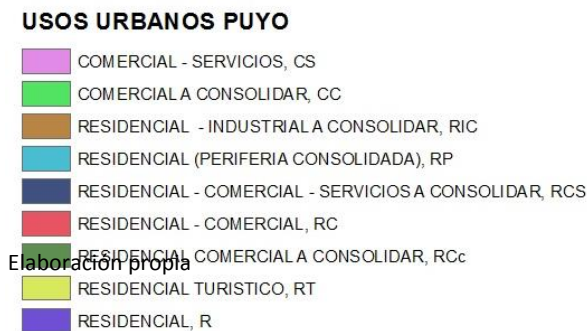 USOS URBANOS PUYO
COMERCIAL - SERVICIOS, CS
COMERCIAL A CONSOLIDAR, CC
RESIDENCIAL - INDUSTRIAL A CONSOLIDAR, RIC
RESIDENCIAL (PERIFERIA CONSOLIDADA), RP
RESIDENCIAL - COMERCIAL - SERVICIOS A CONSOLIDAR, RCS
RESIDENCIAL - COMERCIAL, RC
RESIDENCIAL COMERCIAL A CONSOLIDAR, RCc
Elaboración propia
RESIDENCIAL TURISTICO, RT
RESIDENCIAL, R